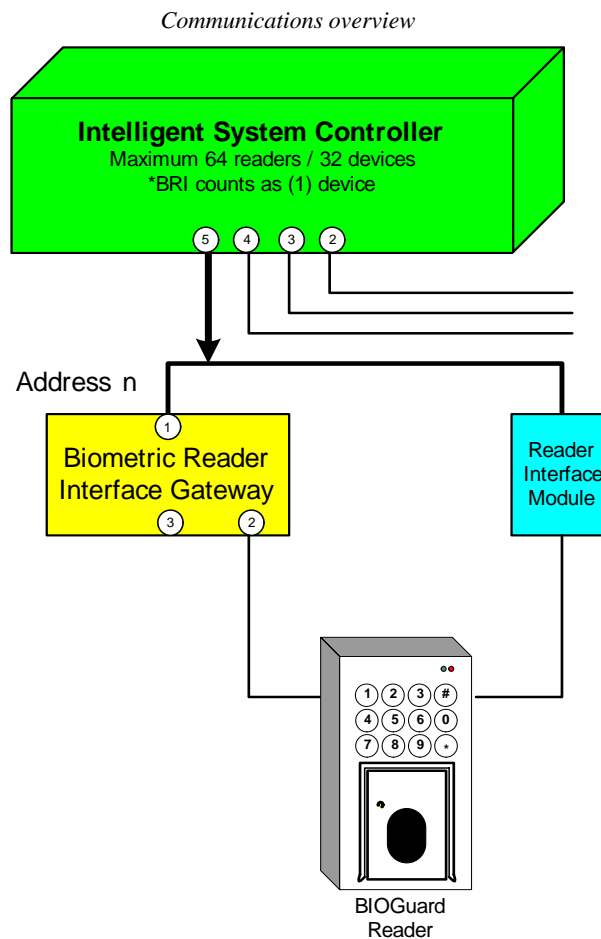 Communications overview
Intelligent System Controller
Maximum 64 readers / 32 devices
*BRI counts as (1) device
5 4 3 2
Address n
1
Biometric Reader
Interface Gateway
3 2
Reader
Interface
Module
1 2 3 #
4 5 6 0
7 8 9 *
BIOGuard
Reader